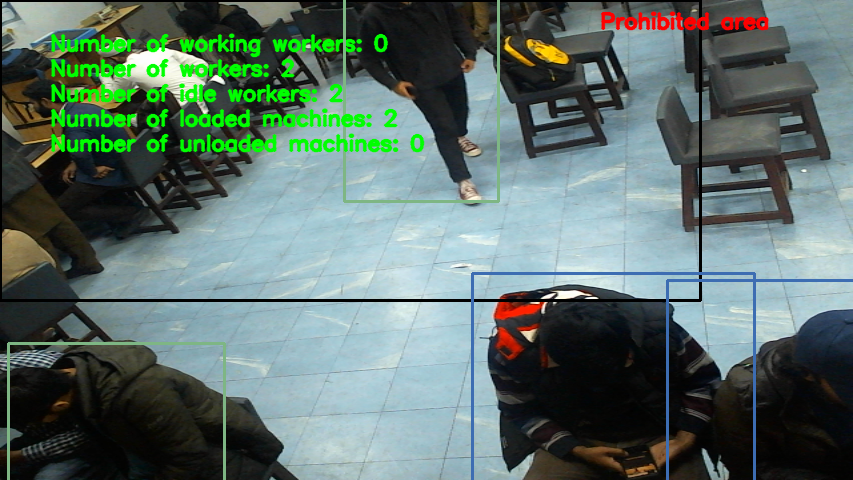 Prohibited area
Number of working workers: 0
Number of workers: 2
Number of idle workers: 2
Number of loaded machines: 2
Number of unloaded machines: 0